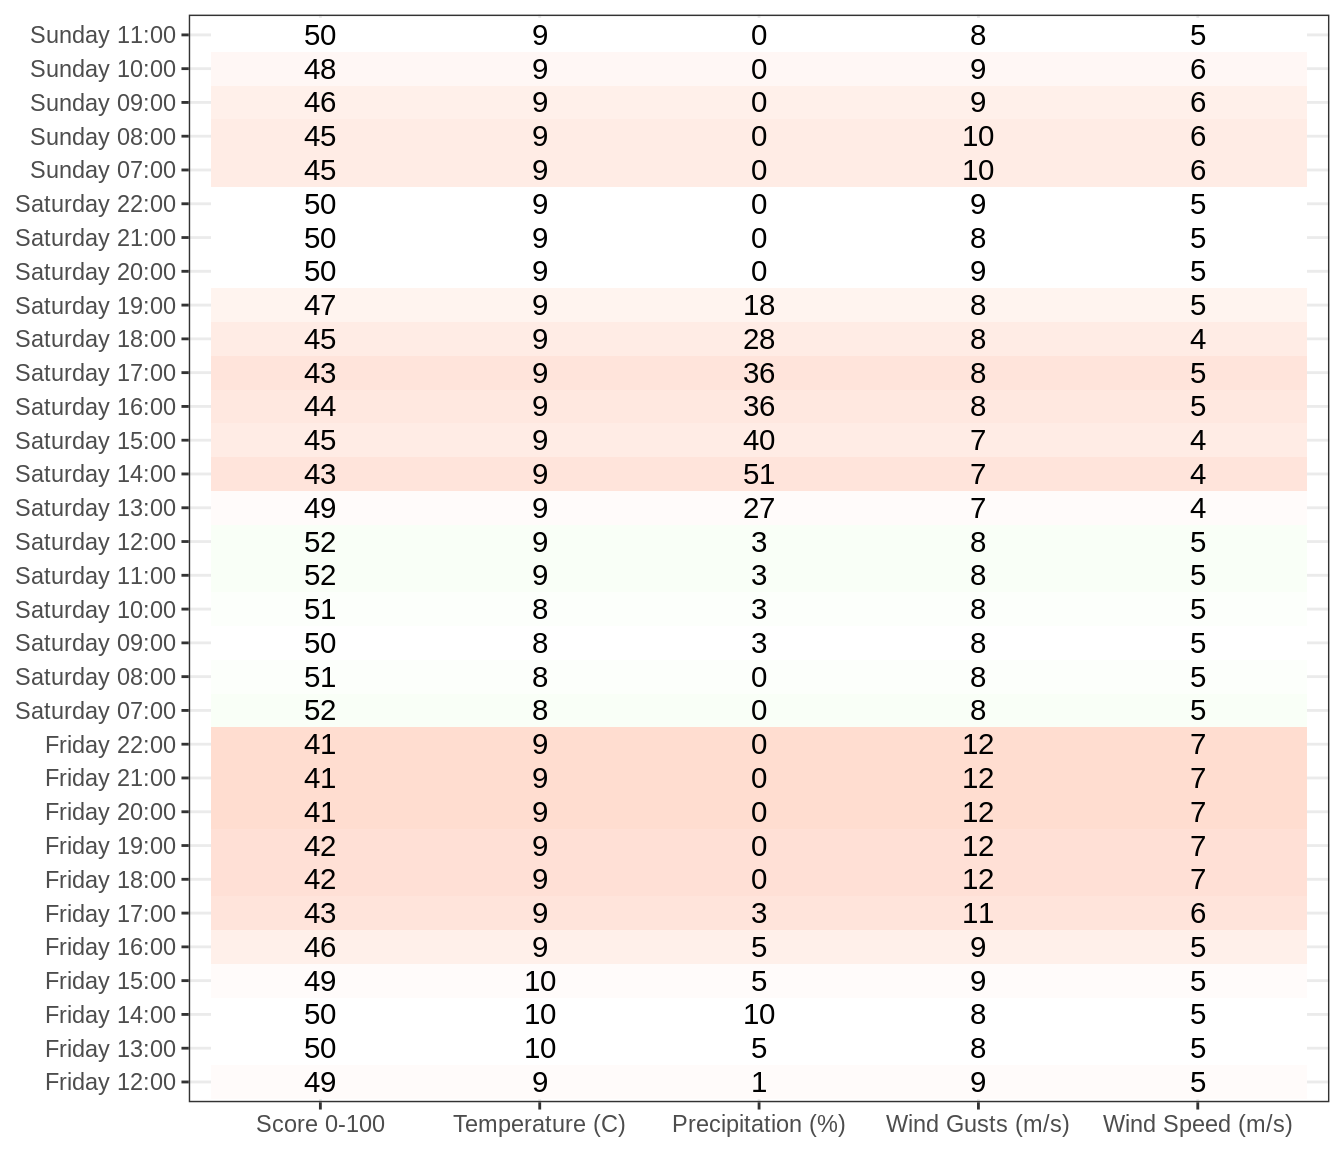 Sunday 11:00 50 9 0 8 5
Sunday 10:00 48 9 0 9 6
Sunday 09:00 46 9 0 9 6
Sunday 08:00 45 9 0 10 6
Sunday 07:00 45 9 0 10 6
Saturday 22:00 50 9 0 9 5
Saturday 21:00 50 9 0 8 5
Saturday 20:00 50 9 0 9 5
Saturday 19:00 47 9 18 8 5
Saturday 18:00 45 9 28 8 4
Saturday 17:00 43 9 36 8 5
Saturday 16:00 44 9 36 8 5
Saturday 15:00 45 9 40 7 4
Saturday 14:00 43 9 51 7 4
Saturday 13:00 49 9 27 7 4
Saturday 12:00 52 9 3 8 5
Saturday 11:00 52 9 3 8 5
Saturday 10:00 51 8 3 8 5
Saturday 09:00 50 8 3 8 5
Saturday 08:00 51 8 0 8 5
Saturday 07:00 52 8 0 8 5
Friday 22:00 41 9 0 12 7
Friday 21:00 41 9 0 12 7
Friday 20:00 41 9 0 12 7
Friday 19:00 42 9 0 12 7
Friday 18:00 42 9 0 12 7
Friday 17:00 43 9 3 11 6
Friday 16:00 46 9 5 9 5
Friday 15:00 49 10 5 9 5
Friday 14:00 50 10 10 8 5
Friday 13:00 50 10 5 8 5
Friday 12:00 49 9 1 9 5
Score 0-100 Temperature (C) Precipitation (%) Wind Gusts (m/s) Wind Speed (m/s)